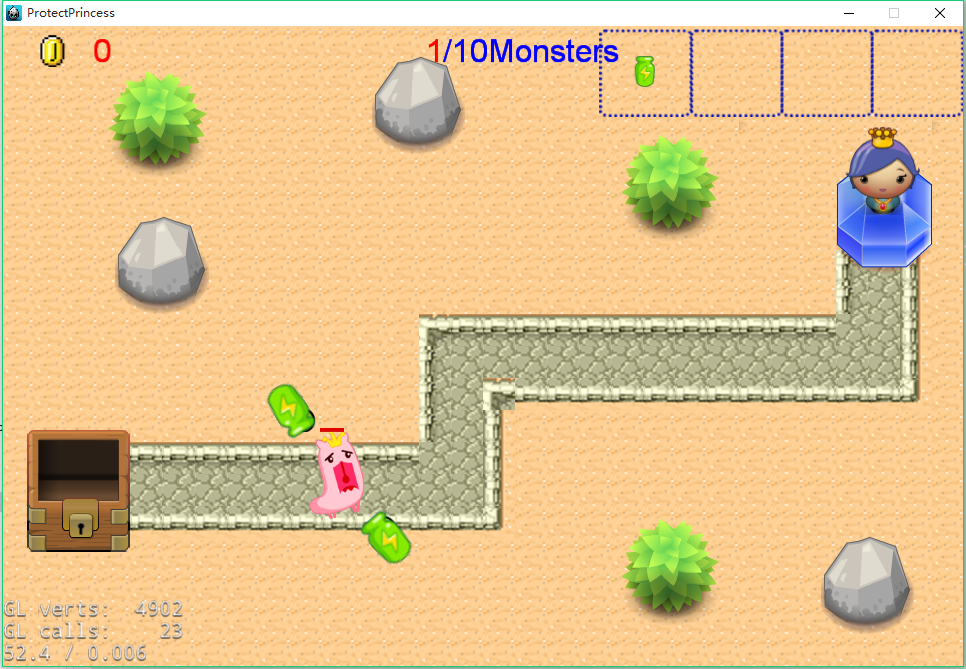 ProtectPrincess
0
1/10Monsters
GL verts: 4902
GL calls: 23
52.4 / 0.006